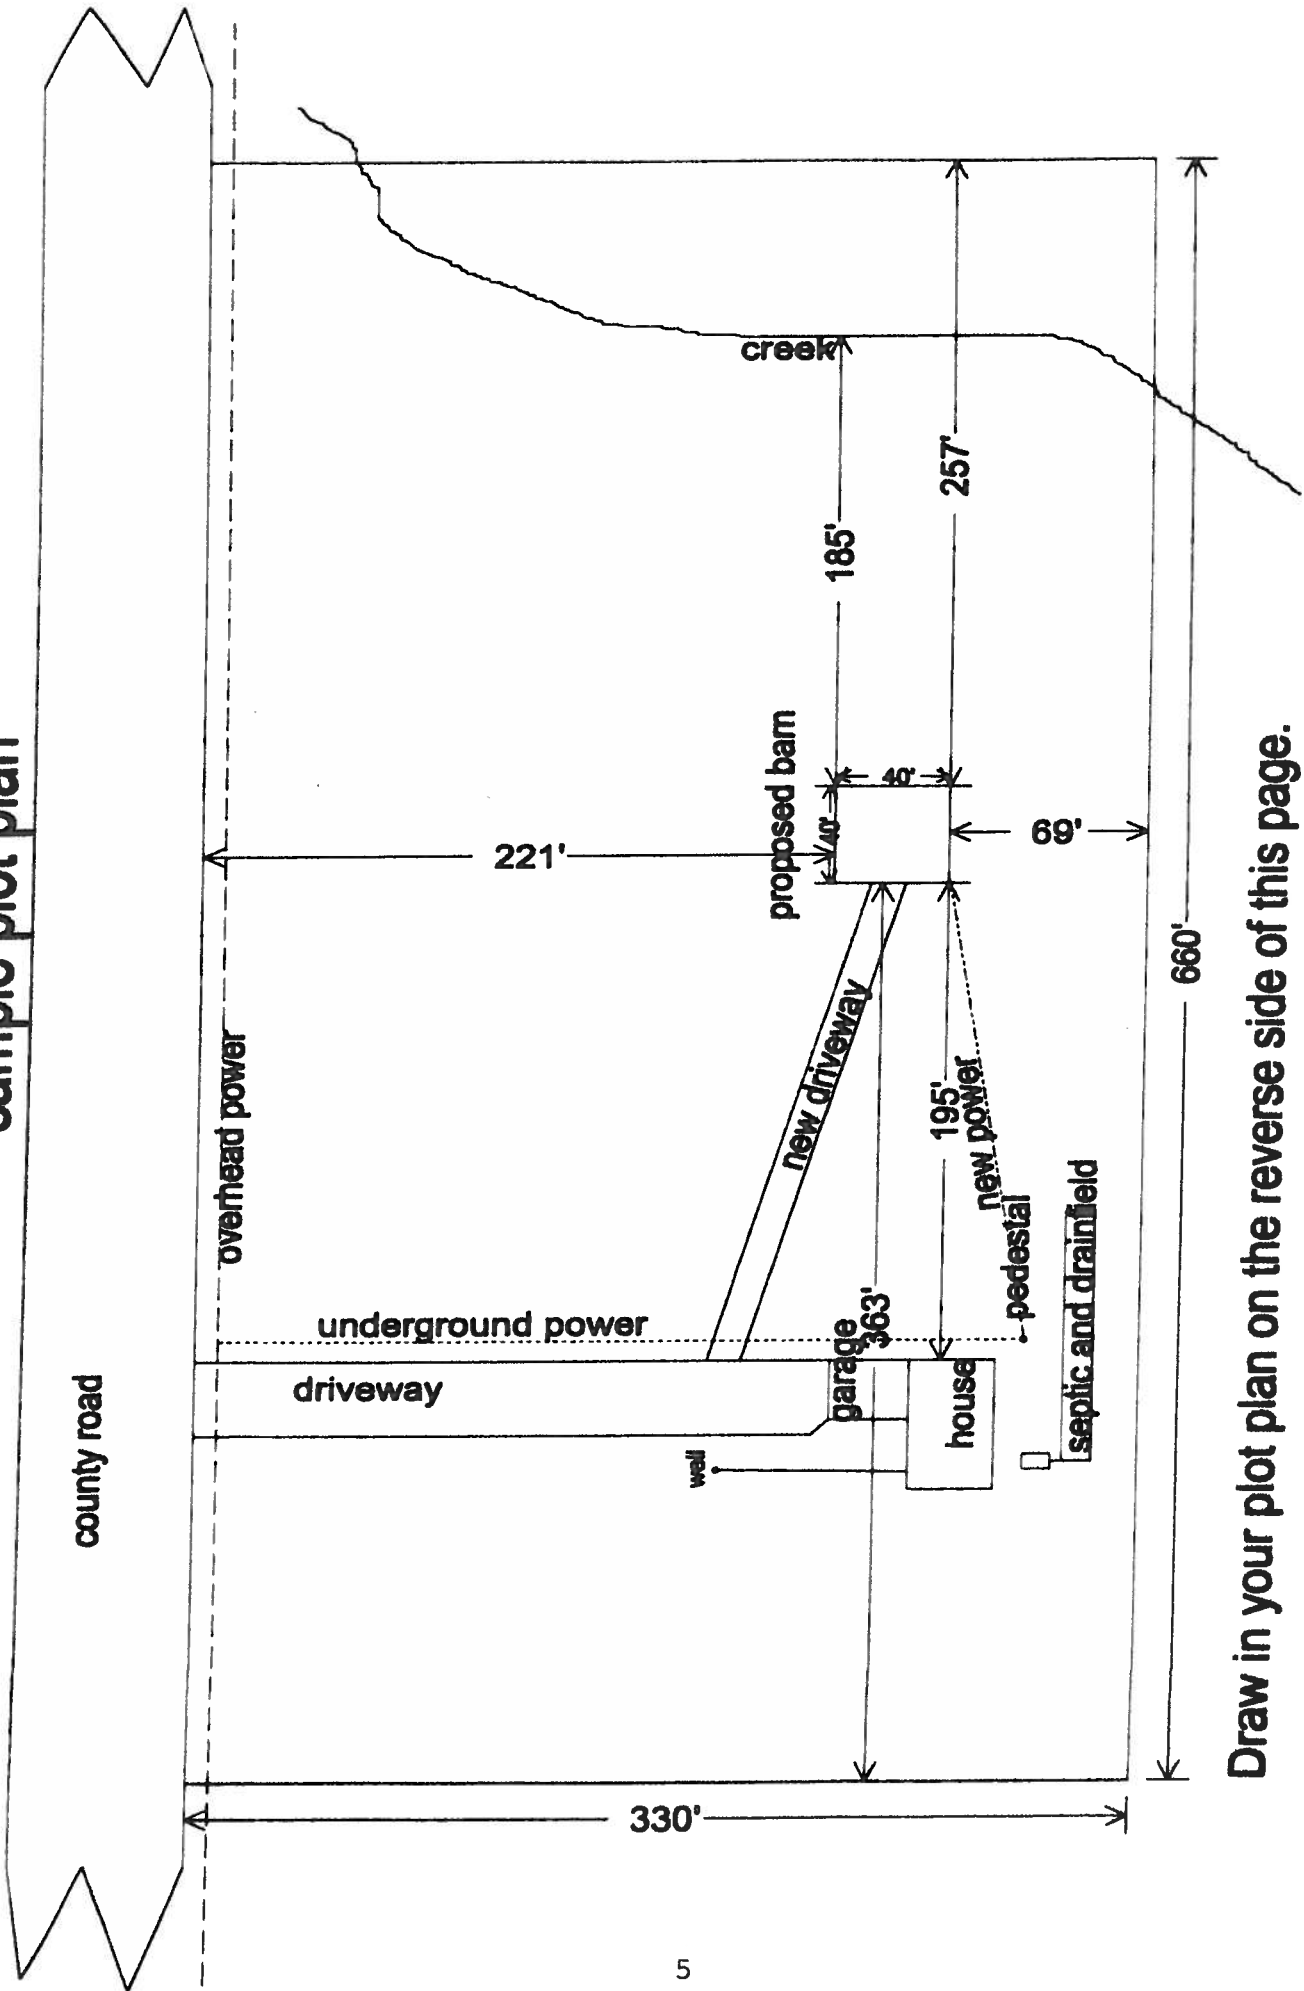 sample plot plan
county road
overhead power
underground power
driveway
221'
proposed barn
40'
40'
creek
185'
257'
69'
660'
new driveway
195'
new power
pedestal
septic and drainfield
garage
363'
house
well
330'
Draw in your plot plan on the reverse side of this page.
5